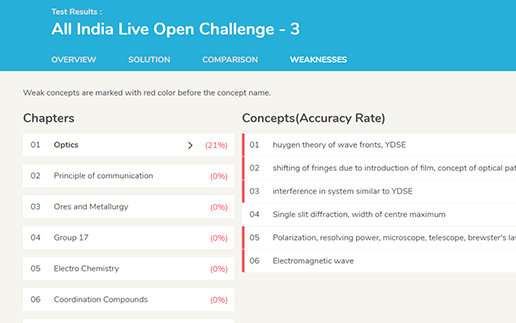 Test Results :
All India Live Open Challenge - 3
OVERVIEW SOLUTION COMPARISON WEAKNESSES
Weak concepts are marked with red color before the concept name.
Chapters
01 Optics (21%)
02 Principle of communication (0%)
03 Ores and Metallurgy (0%)
04 Group 17 (0%)
05 Electro Chemistry (0%)
06 Coordination Compounds (0%)
Concepts(Accuracy Rate)
01 huygen theory of wave fronts, YDSE
02 shifting of fringes due to introduction of film, concept of optical pat
03 interference in system similar to YDSE
04 Single slit diffraction, width of centre maximum
05 Polarization, resolving power, microscope, telescope, brewster's la
06 Electromagnetic wave